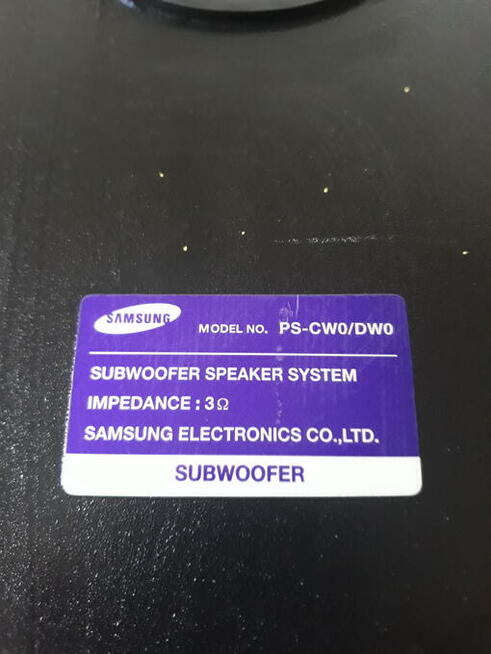 SAMSUNG MODEL NO. PS-CW0/DW0
SUBWOOFER SPEAKER SYSTEM
IMPEDANCE : 3Ω
SAMSUNG ELECTRONICS CO.,LTD.
SUBWOOFER